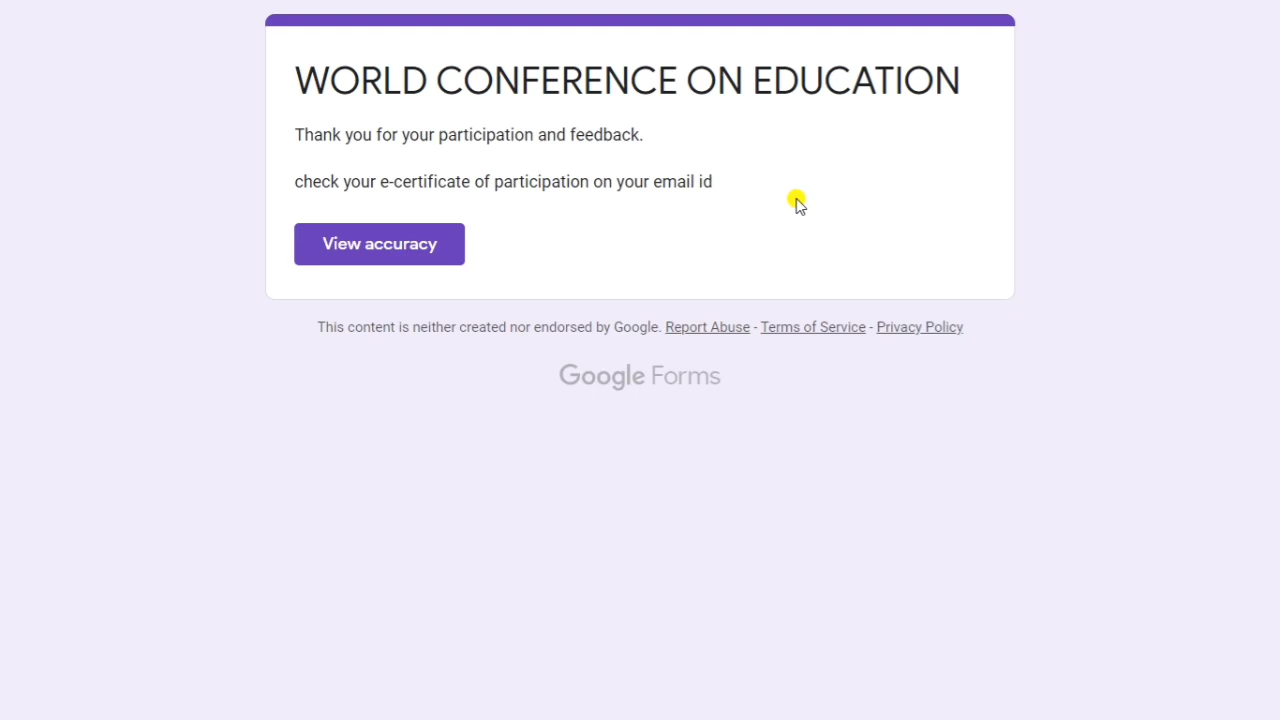 WORLD CONFERENCE ON EDUCATION
Thank you for your participation and feedback.
check your e-certificate of participation on your email id
View accuracy
This content is neither created nor endorsed by Google. Report Abuse - Terms of Service - Privacy Policy
Google Forms